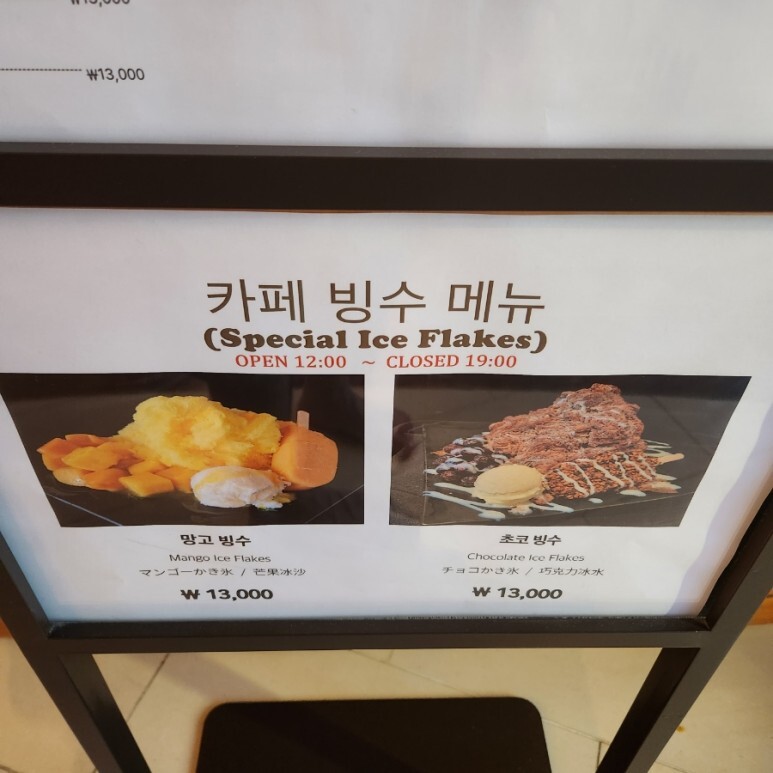 ₩13,000
카페 빙수 메뉴
(Special Ice Flakes)
OPEN 12:00 ~ CLOSED 19:00
망고 빙수
Mango Ice Flakes
マンゴーかき氷 / 芒果冰沙
₩ 13,000
초코 빙수
Chocolate Ice Flakes
チョコかき氷 / 巧克力冰水
₩ 13,000